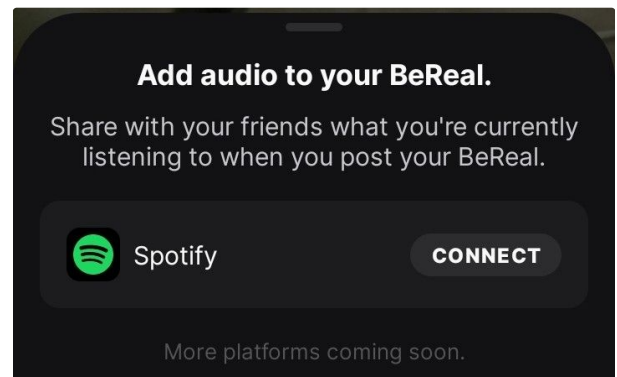 Add audio to your BeReal.
Share with your friends what you're currently
listening to when you post your BeReal.
Spotify
CONNECT
More platforms coming soon.